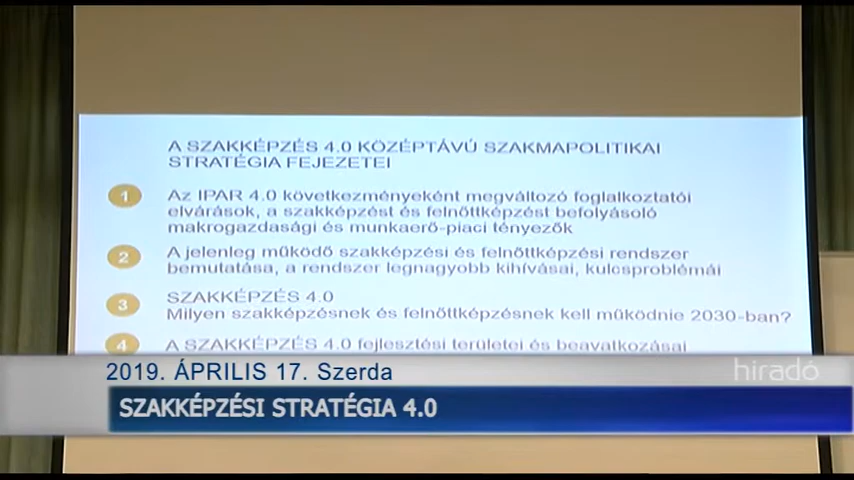 A SZAKKÉPZÉS 4.0 KÖZÉPTÁVÚ SZAKMAPOLITIKAI
STRATÉGIA FEJEZETEI
1 Az IPAR 4.0 következményeként megváltozó foglalkoztatói
elvárások, a szakképzést és felnőttképzést befolyásoló
makrogazdasági és munkaerő-piaci tényezők
2 A jelenleg működő szakképzési és felnőttképzési rendszer
bemutatása, a rendszer legnagyobb kihívásai, kulcsproblémái
3 SZAKKÉPZÉS 4.0
Milyen szakképzésnek és felnőttképzésnek kell működnie 2030-ban?
4 A SZAKKÉPZÉS 4.0 fejlesztési területei és beavatkozásai
2019. ÁPRILIS 17. Szerda
híradó
SZAKKÉPZÉSI STRATÉGIA 4.0